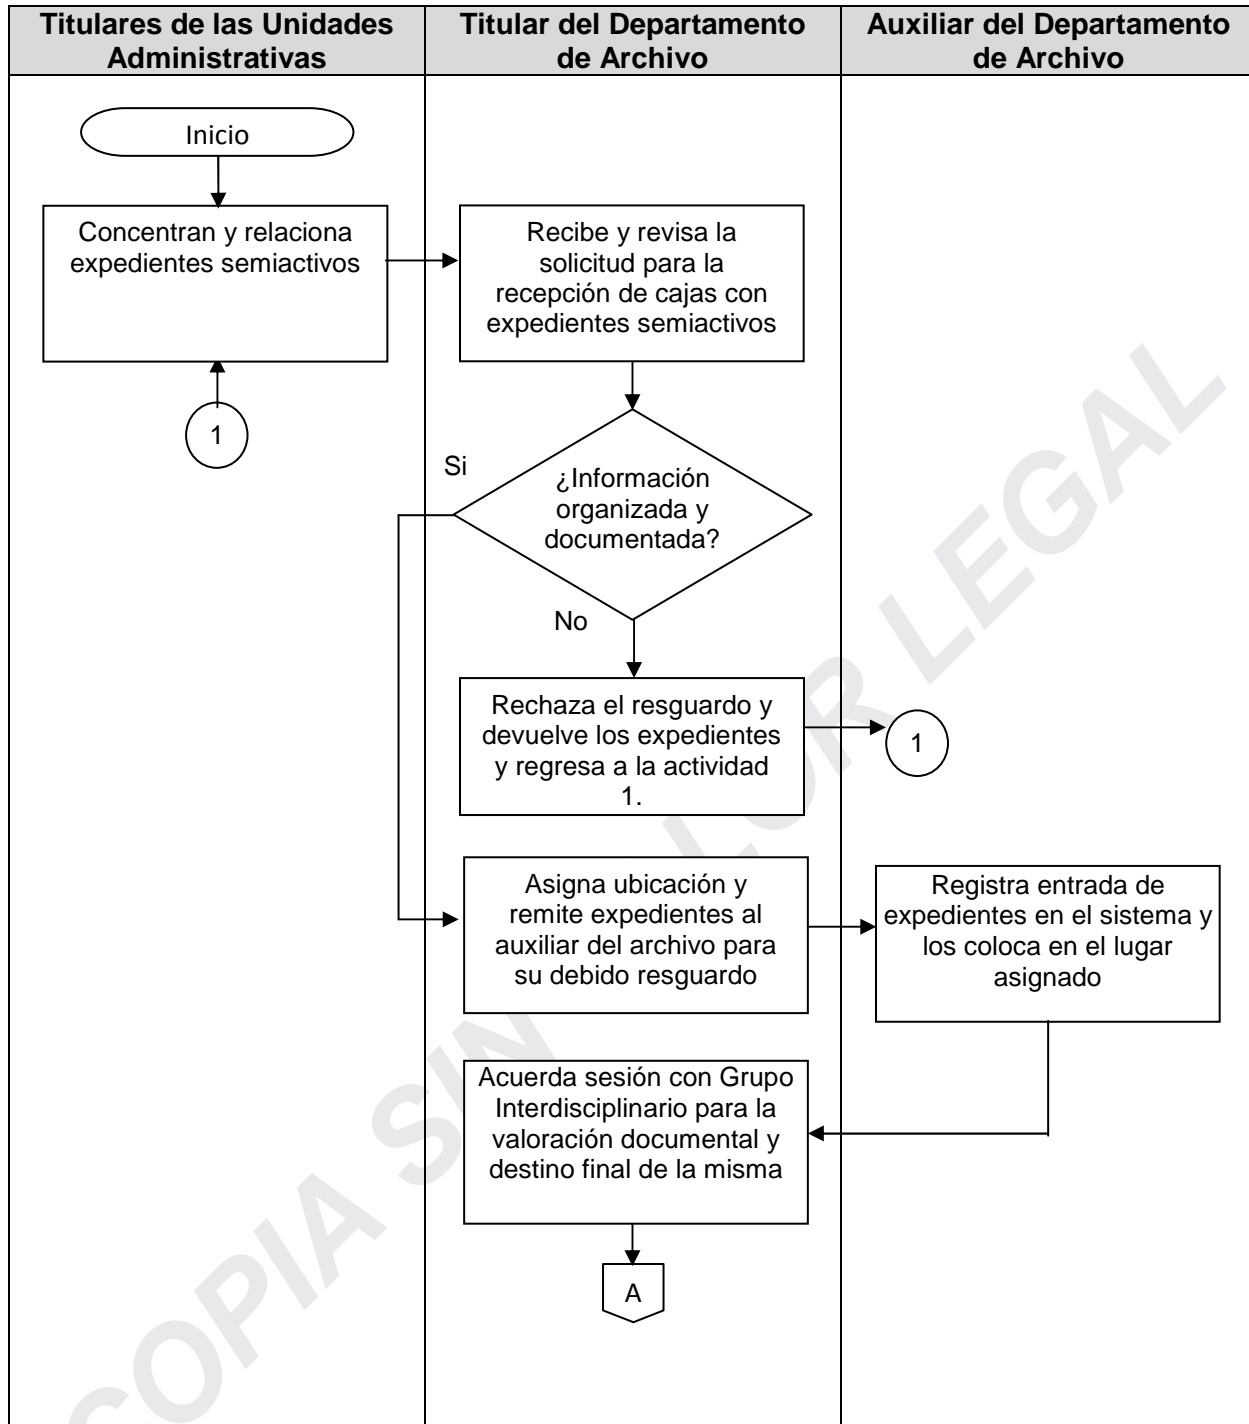 Titulares de las Unidades
Administrativas
Titular del Departamento
de Archivo
Auxiliar del Departamento
de Archivo
Inicio
Concentran y relaciona
expedientes semiactivos
Recibe y revisa la
solicitud para la
recepción de cajas con
expedientes semiactivos
1
Si
¿Información
organizada y
documentada?
No
Rechaza el resguardo y
devuelve los expedientes
y regresa a la actividad
1.
1
Asigna ubicación y
remite expedientes al
auxiliar del archivo para
su debido resguardo
Registra entrada de
expedientes en el sistema y
los coloca en el lugar
asignado
Acuerda sesión con Grupo
Interdisciplinario para la
valoración documental y
destino final de la misma
A
COPIA SIN VALOR LEGAL